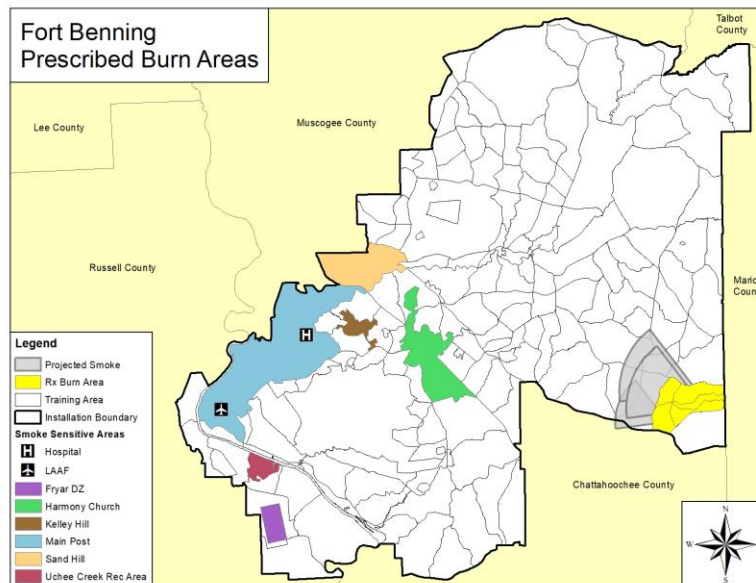 Fort Benning
Prescribed Burn Areas
Talbot
County
Lee County
Muscogee County
Russell County
Mario
Coun
Chattahoochee County
Legend
Projected Smoke
Rx Burn Area
Training Area
Installation Boundary
Smoke Sensitive Areas
H Hospital
LAAF
Fryar DZ
Harmony Church
Kelley Hill
Main Post
Sand Hill
Uchee Creek Rec Area
H
N
W E
S